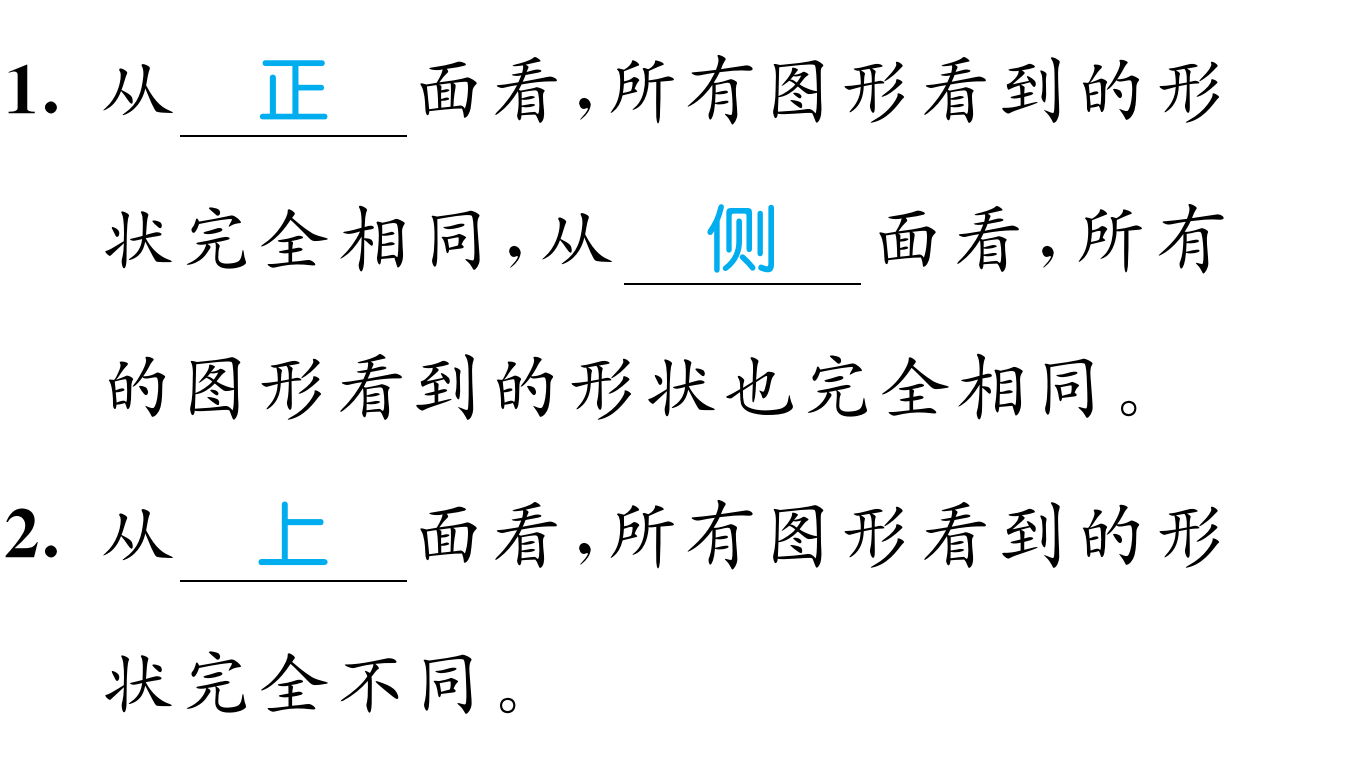 1. 从 正 面看,所有图形看到的形
状完全相同,从 侧 面看,所有
的图形看到的形状也完全相同。
2. 从 上 面看,所有图形看到的形
状完全不同。